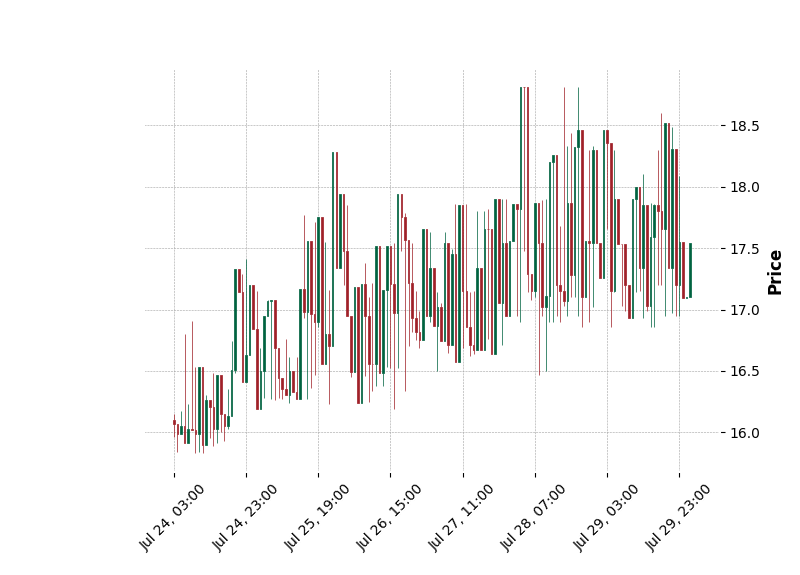 18.5
18.0
17.5
17.0
16.5
16.0
Price
Jul 24, 03:00
Jul 24, 23:00
Jul 25, 19:00
Jul 26, 15:00
Jul 27, 11:00
Jul 28, 07:00
Jul 29, 03:00
Jul 29, 23:00